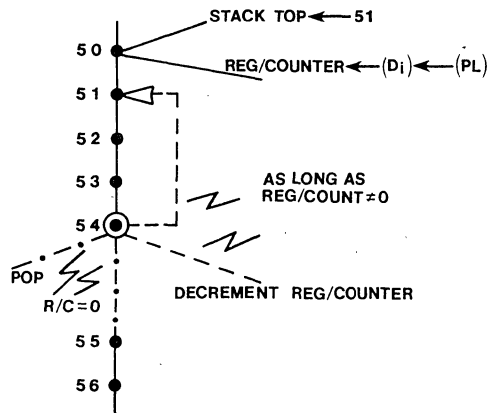 STACK TOP ← 51
50
REG/COUNTER ← (Di) ← (PL)
51
52
53
AS LONG AS
REG/COUNT≠0
54
POP
R/C=0
DECREMENT REG/COUNTER
55
56